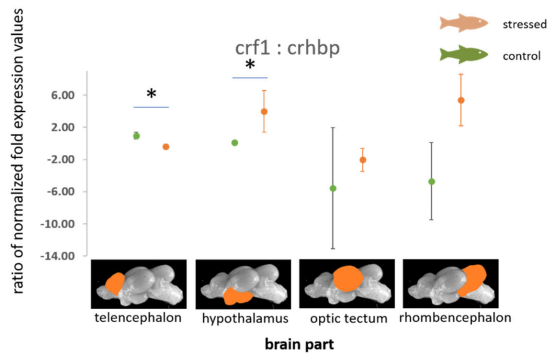 crf1 : crhbp
stressed
control
ratio of normalized fold expression values
6.00
2.00
-2.00
-6.00
-10.00
-14.00
*
*
telencephalon
hypothalamus
optic tectum
rhombencephalon
brain part